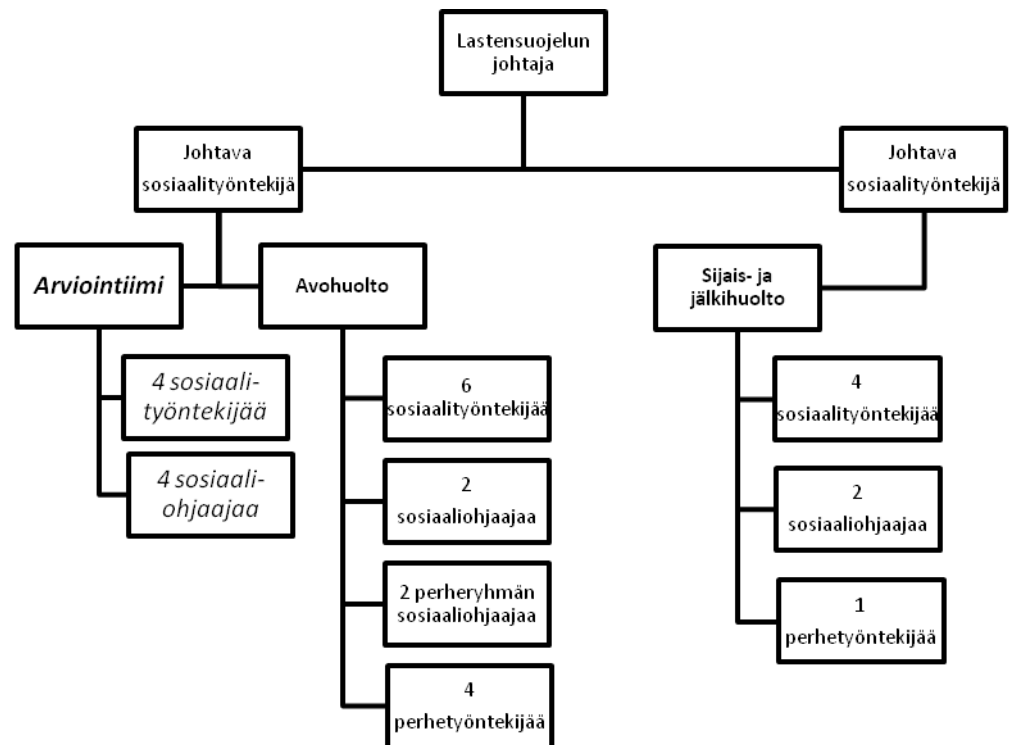 Lastensuojelun
johtaja
Johtava
sosiaalityöntekijä
Johtava
sosiaalityöntekijä
Arviointiimi
Avohuolto
Sijais- ja
jälkihuolto
4 sosiaali-
työntekijää
4 sosiaali-
ohjaajaa
6
sosiaalityöntekijää
2
sosiaaliohjaajaa
2 perheryhmän
sosiaaliohjaajaa
4
perhetyöntekijää
4
sosiaalityöntekijää
2
sosiaaliohjaajaa
1
perhetyöntekijää